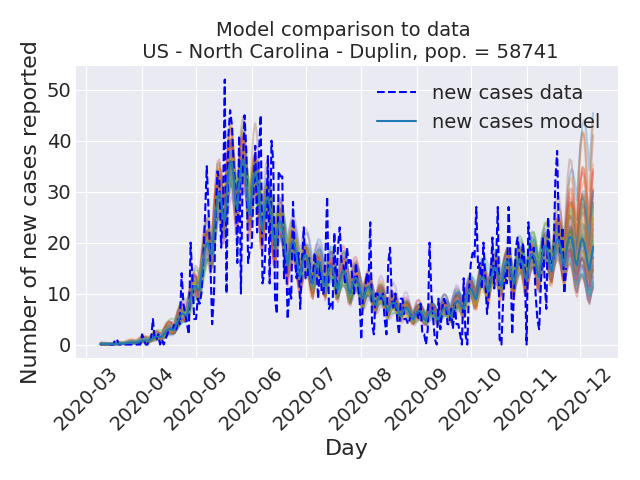 Model comparison to data
US - North Carolina - Duplin, pop. = 58741
Number of new cases reported
50
40
30
20
10
0
new cases data
new cases model
2020-03
2020-04
2020-05
2020-06
2020-07
2020-08
2020-09
2020-10
2020-11
2020-12
Day